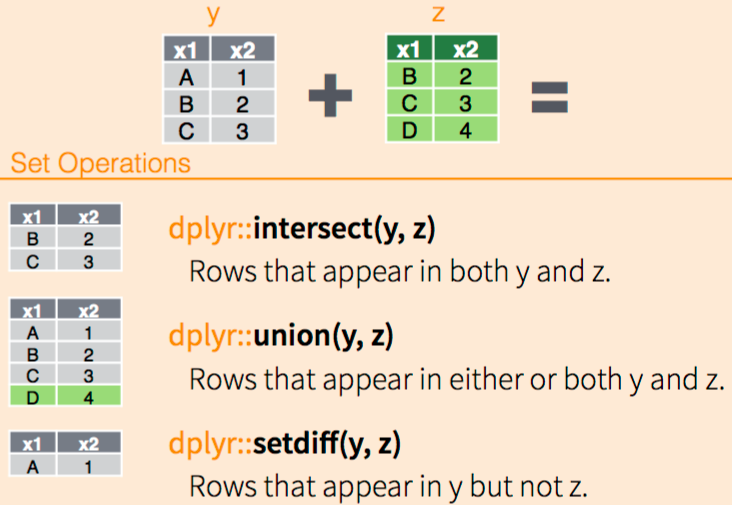 y z
x1 x2 x1 x2
A 1 + B 2 =
B 2 C 3
C 3 D 4
Set Operations
x1 x2
B 2
C 3
dplyr::intersect(y, z)
Rows that appear in both y and z.
x1 x2
A 1
B 2
C 3
D 4
dplyr::union(y, z)
Rows that appear in either or both y and z.
x1 x2
A 1
dplyr::setdiff(y, z)
Rows that appear in y but not z.